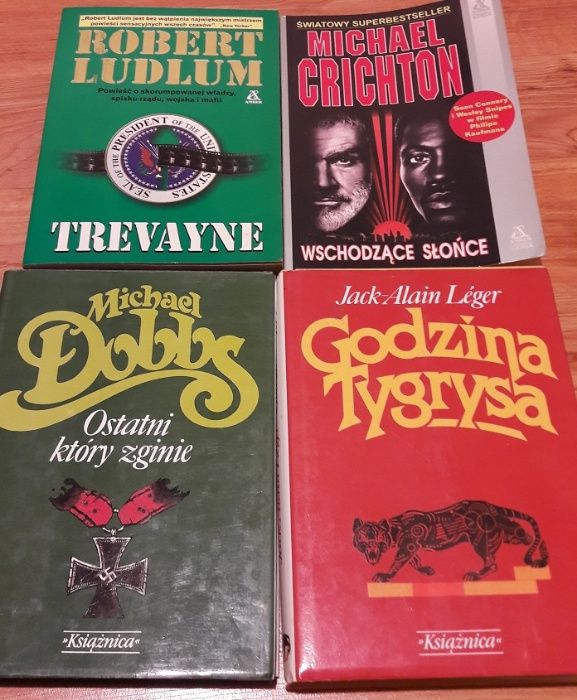 „Robert Ludlum jest bez wątpienia największym mistrzem
powieści sensacyjnych wszech czasów". „New Yorker"
ROBERT
LUDLUM
Powieść o skorumpowanej władzy,
spisku rządu, wojska i mafii
AMBER
SEAL OF THE PRESIDENT OF THE UNITED STATES
TREVAYNE
ŚWIATOWY SUPERBESTSELLER
MICHAEL
CRICHTON
Sean Connery
i Wesley Snipes
w filmie
Philipa
Kaufmana
WSCHODZĄCE SŁOŃCE
AMBER
Michael
Dobbs
Ostatni
który zginie
»Książnica«
Jack-Alain Léger
Godzina
Tygrysa
»Książnica«